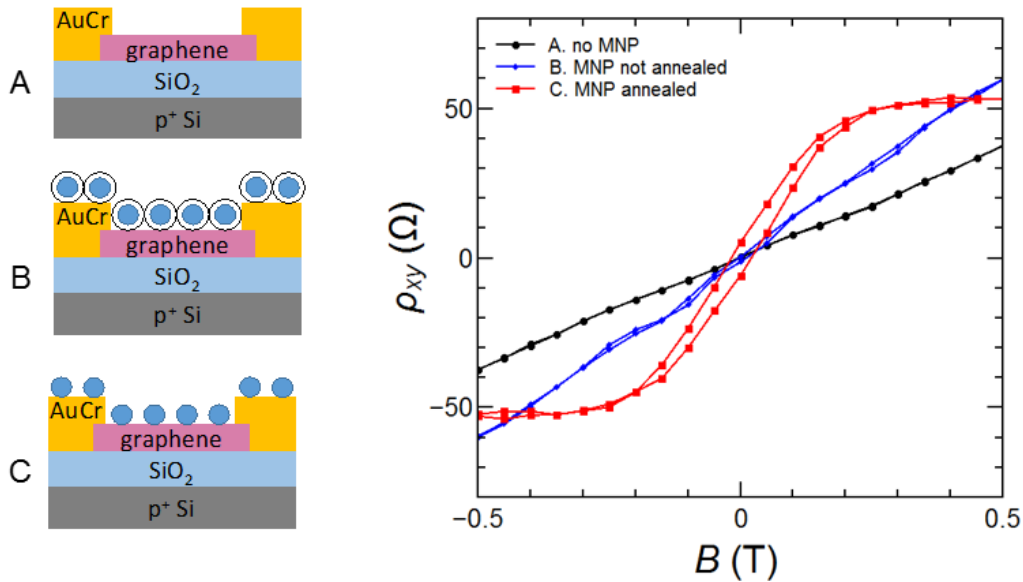 A
AuCr
graphene
SiO₂
p⁺ Si
B
AuCr
graphene
SiO₂
p⁺ Si
C
AuCr
graphene
SiO₂
p⁺ Si
A. no MNP
B. MNP not annealed
C. MNP annealed
ρxy (Ω)
50
0
−50
−0.5
0
0.5
B (T)